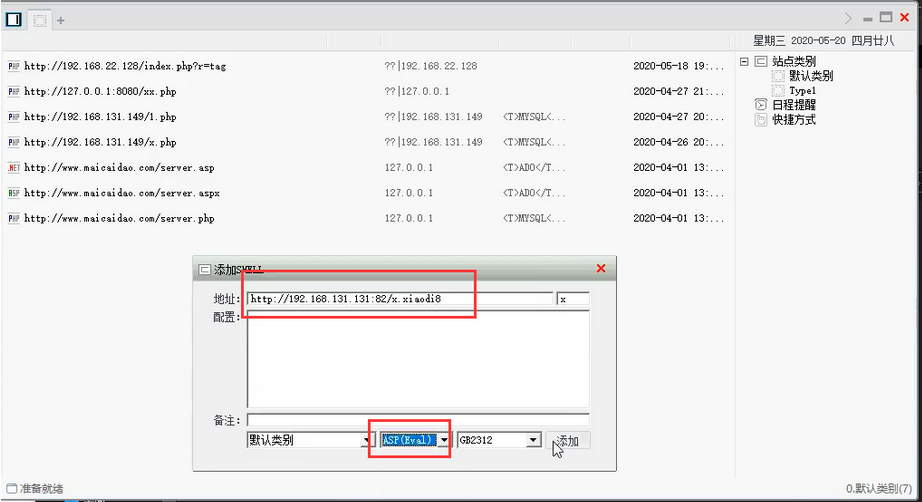 星期三 2020-05-20 四月廿八
PHP http://192.168.22.128/index.php?r=tag ??|192.168.22.128 2020-05-18 19:...
PHP http://127.0.0.1:8080/xx.php ??|127.0.0.1 2020-04-27 21:...
PHP http://192.168.131.149/1.php ??|192.168.131.149 <T>MYSQL<... 2020-04-27 20:...
PHP http://192.168.131.149/x.php ??|192.168.131.149 <T>MYSQL<... 2020-04-26 20:...
.NET http://www.maicaidao.com/server.asp 127.0.0.1 <T>ADO</T... 2020-04-01 13:...
ASP http://www.maicaidao.com/server.aspx 127.0.0.1 <T>ADO</T... 2020-04-01 13:...
PHP http://www.maicaidao.com/server.php 127.0.0.1 <T>MYSQL<... 2020-04-01 13:...
站点类别
默认类别
Type1
日程提醒
快捷方式
添加SHELL
地址: http://192.168.131.131:82/x.xiaodi8 x
配置:
备注:
默认类别 ASP(Eval) GB2312 添加
准备就绪 0.默认类别(7)